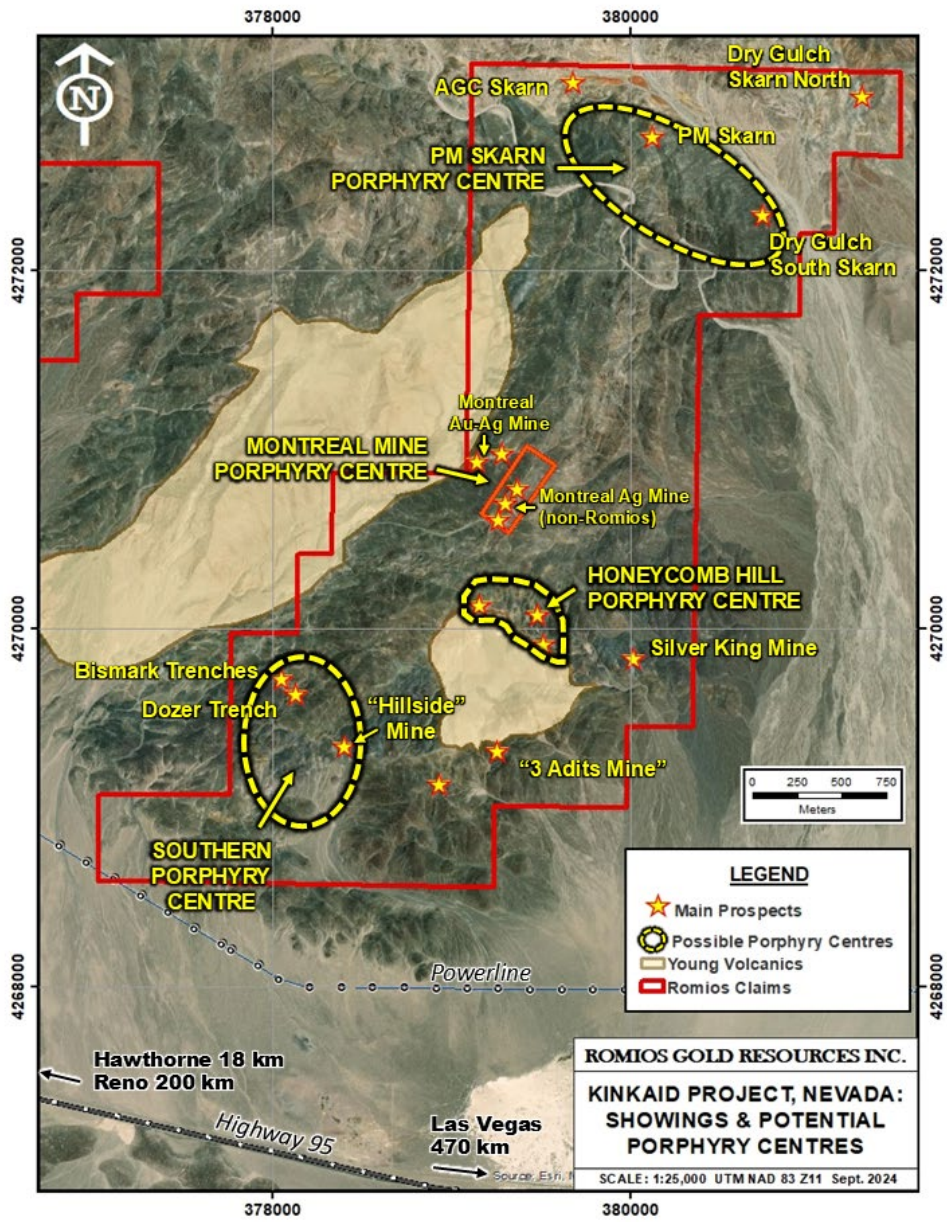 378000
380000
N
Dry Gulch
Skarn North
AGC Skarn
PM Skarn
PM SKARN
PORPHYRY CENTRE
Dry Gulch
South Skarn
4272000
4272000
Montreal
Au-Ag Mine
MONTREAL MINE
PORPHYRY CENTRE
Montreal Ag Mine
(non-Romios)
HONEYCOMB HILL
PORPHYRY CENTRE
4270000
4270000
Silver King Mine
Bismark Trenches
Dozer Trench
“Hillside”
Mine
“3 Adits Mine”
0 250 500 750
Meters
SOUTHERN
PORPHYRY
CENTRE
LEGEND
Main Prospects
Possible Porphyry Centres
Young Volcanics
Romios Claims
Powerline
4268000
4268000
Hawthorne 18 km
Reno 200 km
Highway 95
Las Vegas
470 km
Source: Esri,
ROMIOS GOLD RESOURCES INC.
KINKAID PROJECT, NEVADA:
SHOWINGS & POTENTIAL
PORPHYRY CENTRES
SCALE: 1:25,000 UTM NAD 83 Z11 Sept. 2024
378000
380000